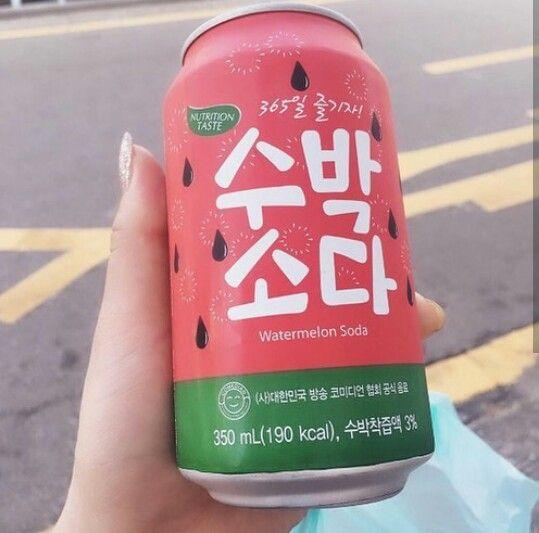 365일 즐기자!
NUTRITION
TASTE
수박
소다
Watermelon Soda
(사)대한민국 방송 코미디언 협회 공식 음료
350 mL(190 kcal), 수박착즙액 3%